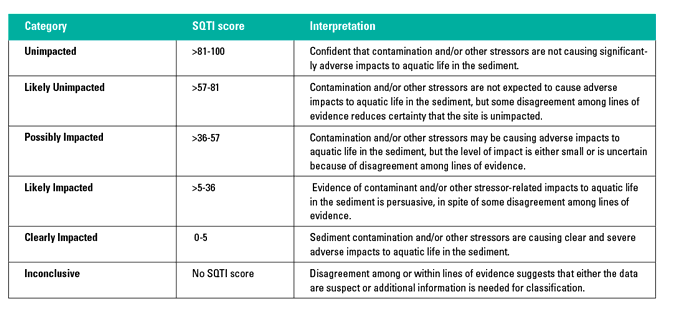 Category SQTI score Interpretation
Unimpacted >81-100 Confident that contamination and/or other stressors are not causing significant-
ly adverse impacts to aquatic life in the sediment.
Likely Unimpacted >57-81 Contamination and/or other stressors are not expected to cause adverse
impacts to aquatic life in the sediment, but some disagreement among lines of
evidence reduces certainty that the site is unimpacted.
Possibly Impacted >36-57 Contamination and/or other stressors may be causing adverse impacts to
aquatic life in the sediment, but the level of impact is either small or is uncertain
because of disagreement among lines of evidence.
Likely Impacted >5-36 Evidence of contaminant and/or other stressor-related impacts to aquatic life
in the sediment is persuasive, in spite of some disagreement among lines of
evidence.
Clearly Impacted 0-5 Sediment contamination and/or other stressors are causing clear and severe
adverse impacts to aquatic life in the sediment.
Inconclusive No SQTI score Disagreement among or within lines of evidence suggests that either the data
are suspect or additional information is needed for classification.